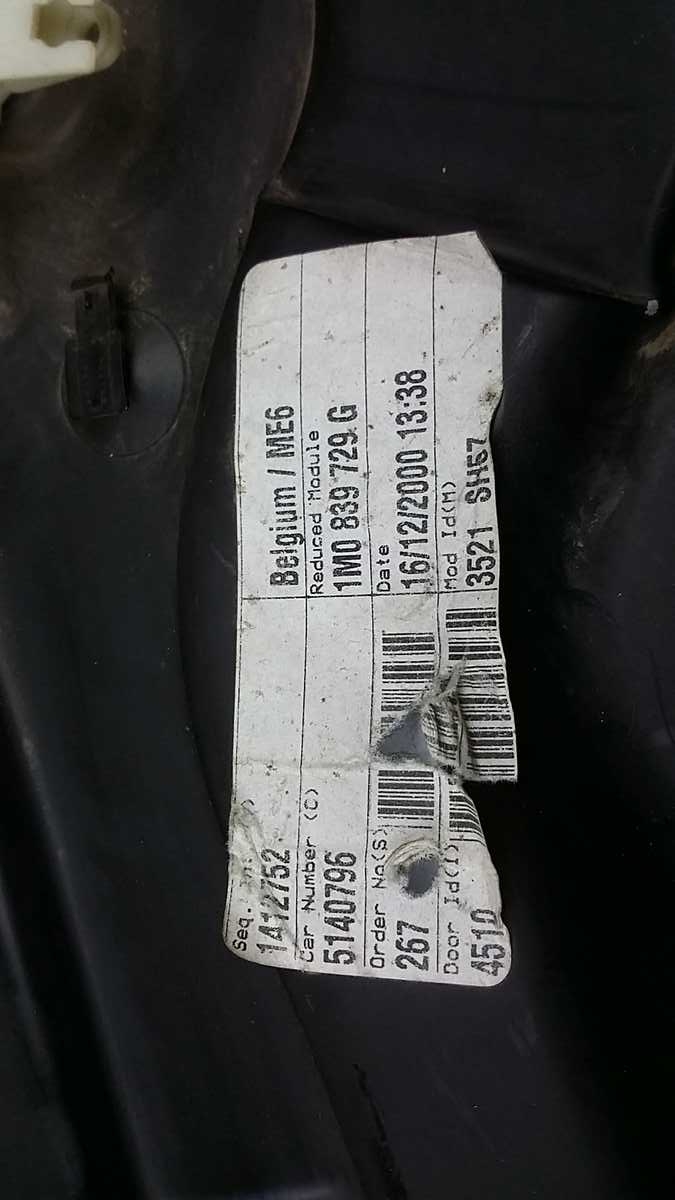 Seq.
1412752
Belgium / ME6
Car Number (C)
5140796
Reduced Module
1M0 839 729 G
Order No(S)
267
Date
16/12/2000 13:38
Door Id(I)
4510
Mod Id(M)
3521 SH67